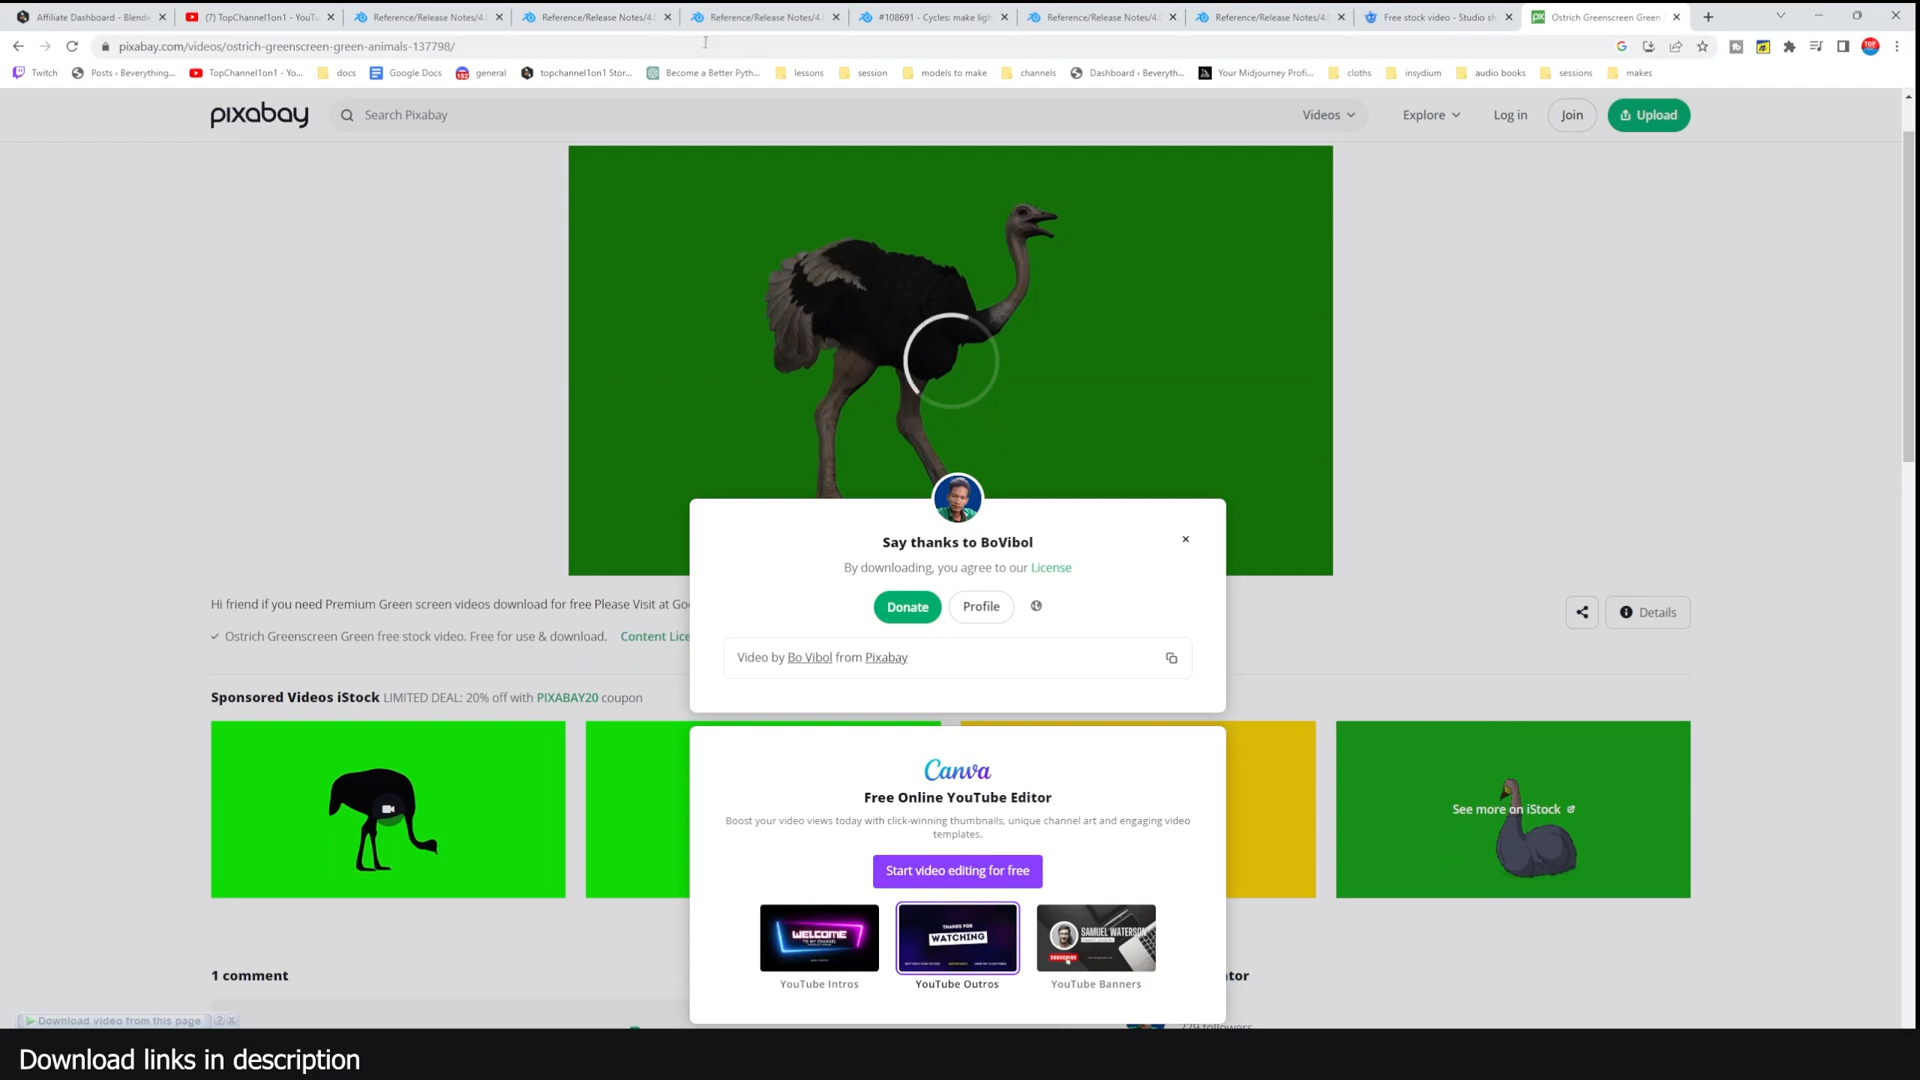 Affiliate Dashboard - Blende
(7) TopChannel1on1 - YouTu
Reference/Release Notes/4.
Reference/Release Notes/4.
Reference/Release Notes/4.
#108691 - Cycles: make ligh
Reference/Release Notes/4.
Reference/Release Notes/4.
Free stock video - Studio sh
Ostrich Greenscreen Green
pixabay.com/videos/ostrich-greenscreen-green-animals-137798/
Twitch
Posts ‹ Beverything...
TopChannel1on1 - Yo...
docs
Google Docs
general
topchannel1on1 Stor...
Become a Better Pyth...
lessons
session
models to make
channels
Dashboard ‹ Beveryth...
Your Midjourney Profi...
cloths
insydium
audio books
sessions
makes
pixabay
Search Pixabay
Videos
Explore
Log in
Join
Upload
Say thanks to BoVibol
By downloading, you agree to our License
Donate
Profile
Video by Bo Vibol from Pixabay
Hi friend if you need Premium Green screen videos download for free Please Visit at Go
Details
Ostrich Greenscreen Green free stock video. Free for use & download. Content Lice
Sponsored Videos iStock LIMITED DEAL: 20% off with PIXABAY20 coupon
See more on iStock
Canva
Free Online YouTube Editor
Boost your video views today with click-winning thumbnails, unique channel art and engaging video
templates.
Start video editing for free
WELCOME
TO MY CHANNEL
THANKS FOR
WATCHING
SAMUEL WATERSON
SUBSCRIBE
YouTube Intros
YouTube Outros
YouTube Banners
1 comment
ator
229 followers
Download video from this page
? X
Download links in description